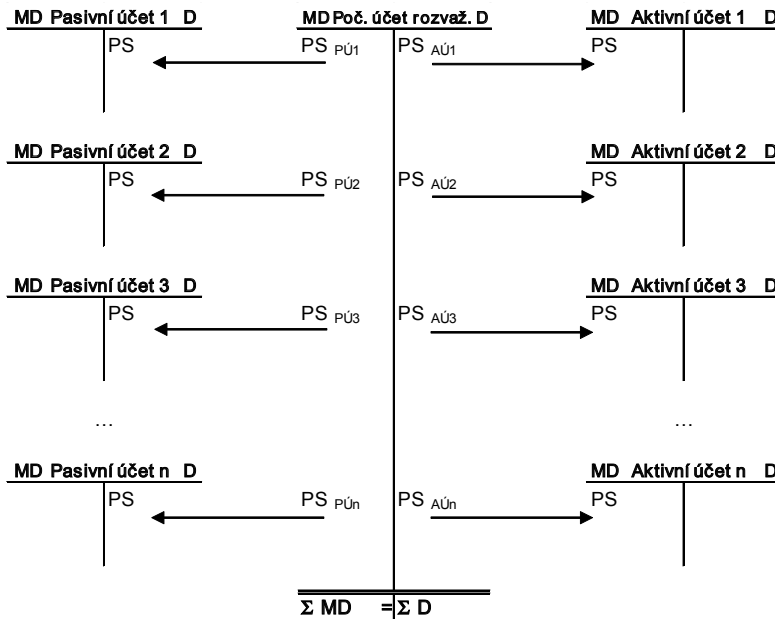 MD Pasivní účet 1 D MD Poč. účet rozvaž. D MD Aktivní účet 1 D
PS PS PÚ1 PS AÚ1 PS
MD Pasivní účet 2 D MD Aktivní účet 2 D
PS PS PÚ2 PS AÚ2 PS
MD Pasivní účet 3 D MD Aktivní účet 3 D
PS PS PÚ3 PS AÚ3 PS
... ...
MD Pasivní účet n D MD Aktivní účet n D
PS PS PÚn PS AÚn PS
Σ MD = Σ D